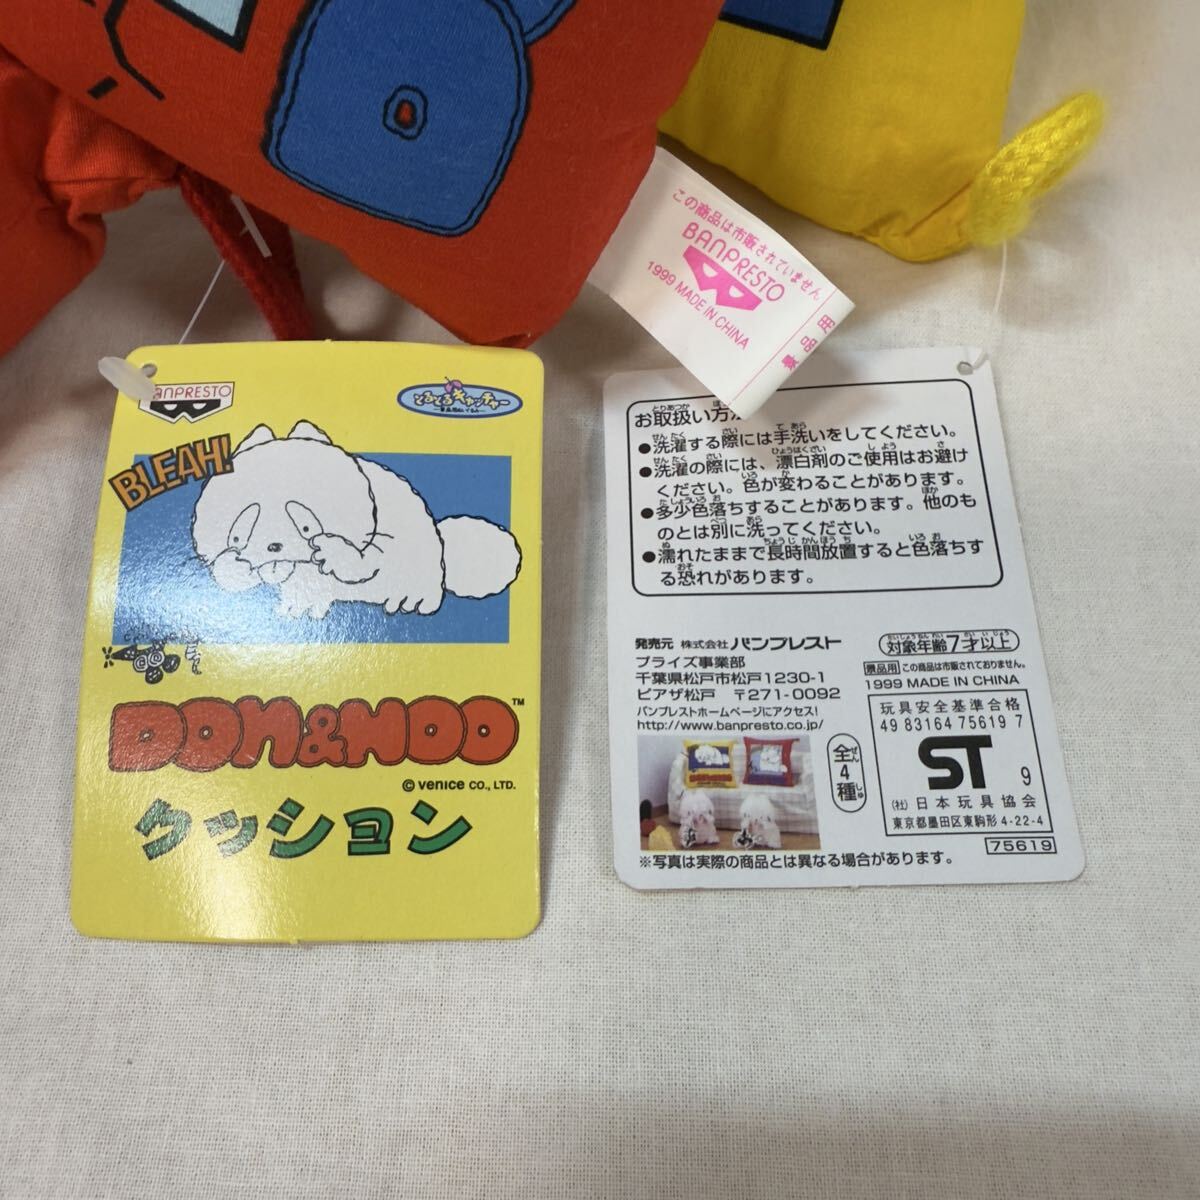 この商品は市販されていません
BANPRESTO
1999 MADE IN CHINA
景品用
BANPRESTO
とるとるキャッチャー
BLEAH!
DON&NOO™
© venice CO., LTD.
クッション
お取扱い方
●洗濯する際には手洗いをしてください。
●洗濯の際には、漂白剤のご使用はお避け
ください。色が変わることがあります。
●多少色落ちすることがあります。他のも
のとは別に洗ってください。
●濡れたままで長時間放置すると色落ちす
る恐れがあります。
発売元 株式会社 バンプレスト
プライズ事業部
千葉県松戸市松戸1230-1
ピアザ松戸 〒271-0092
バンプレストホームページにアクセス!
http://www.banpresto.co.jp/
対象年齢7才以上
景品用 この商品は市販されておりません。
1999 MADE IN CHINA
玩具安全基準合格
49 83164 75619 7
ST 9
(社) 日本玩具協会
東京都墨田区東駒形 4-22-4
75619
全4種
※写真は実際の商品とは異なる場合があります。